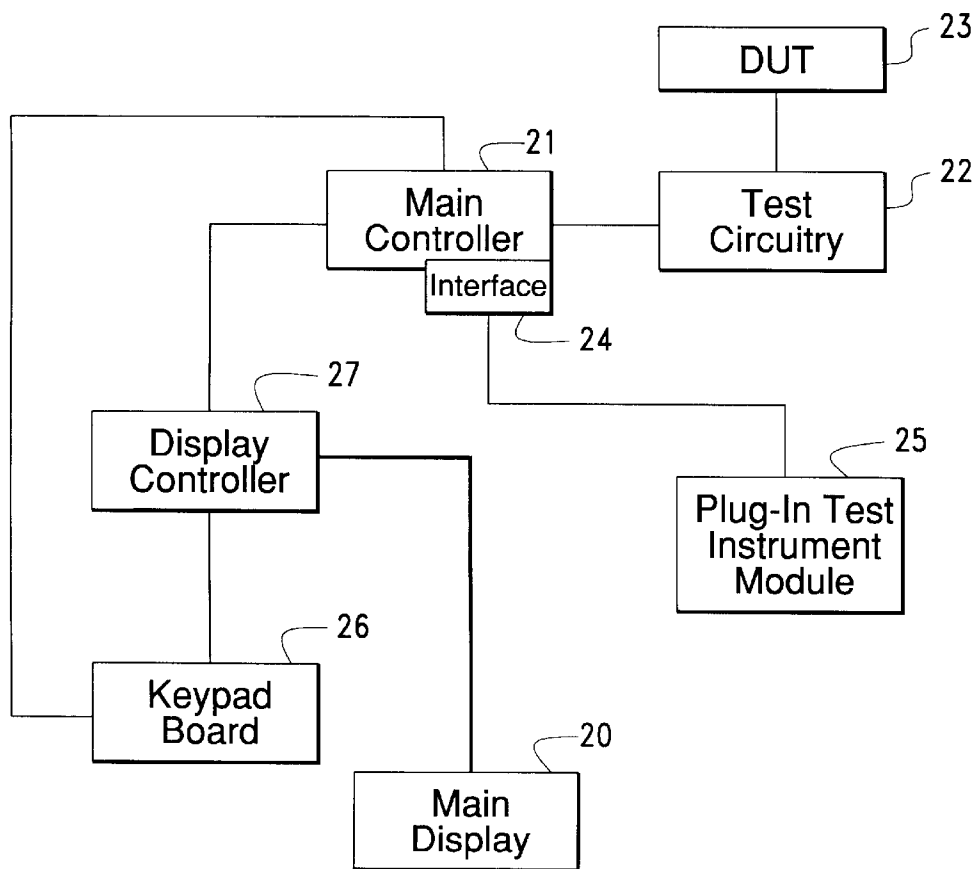 23
DUT
21
22
Main
Controller
Test
Circuitry
Interface
24
27
Display
Controller
25
Plug-In Test
Instrument
Module
26
Keypad
Board
20
Main
Display